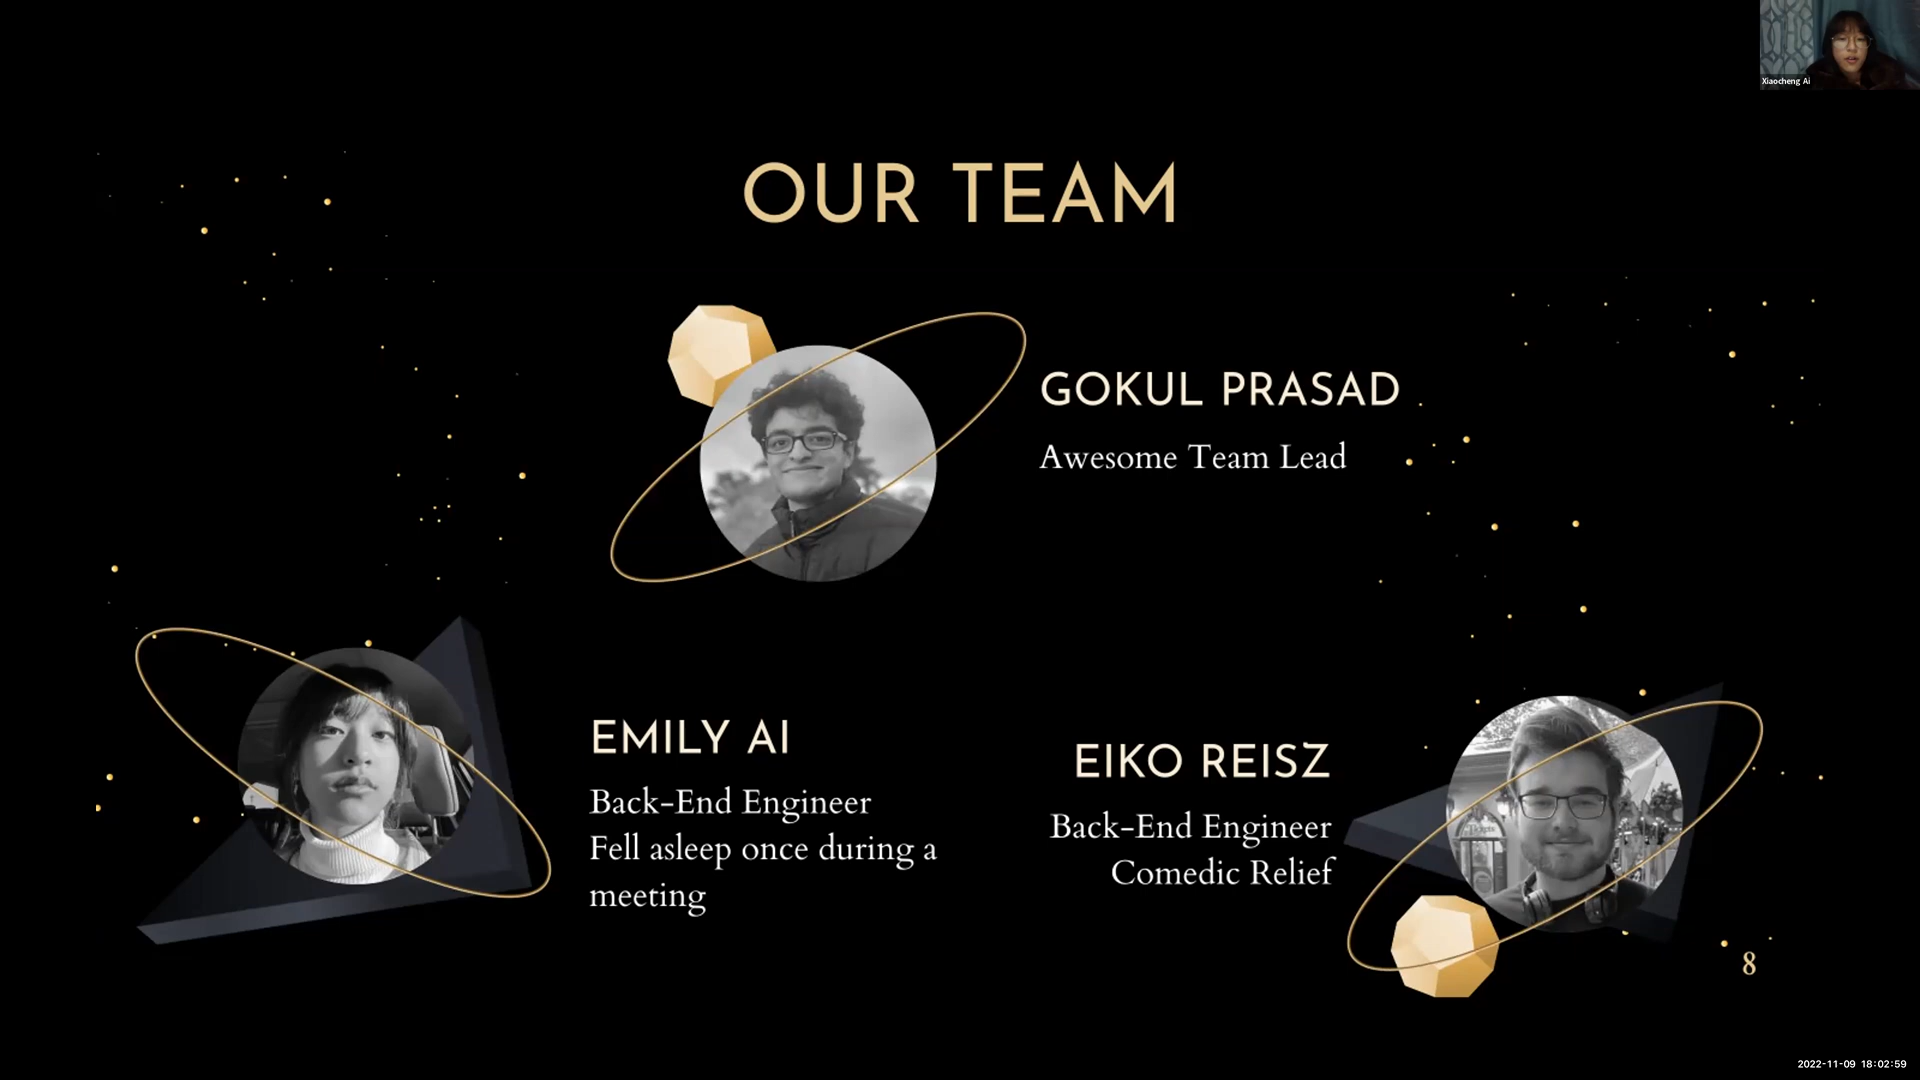 Xiaocheng Ai
OUR TEAM
GOKUL PRASAD
Awesome Team Lead
EMILY AI
Back-End Engineer
Fell asleep once during a
meeting
EIKO REISZ
Back-End Engineer
Comedic Relief
8
2022-11-09 18:02:59